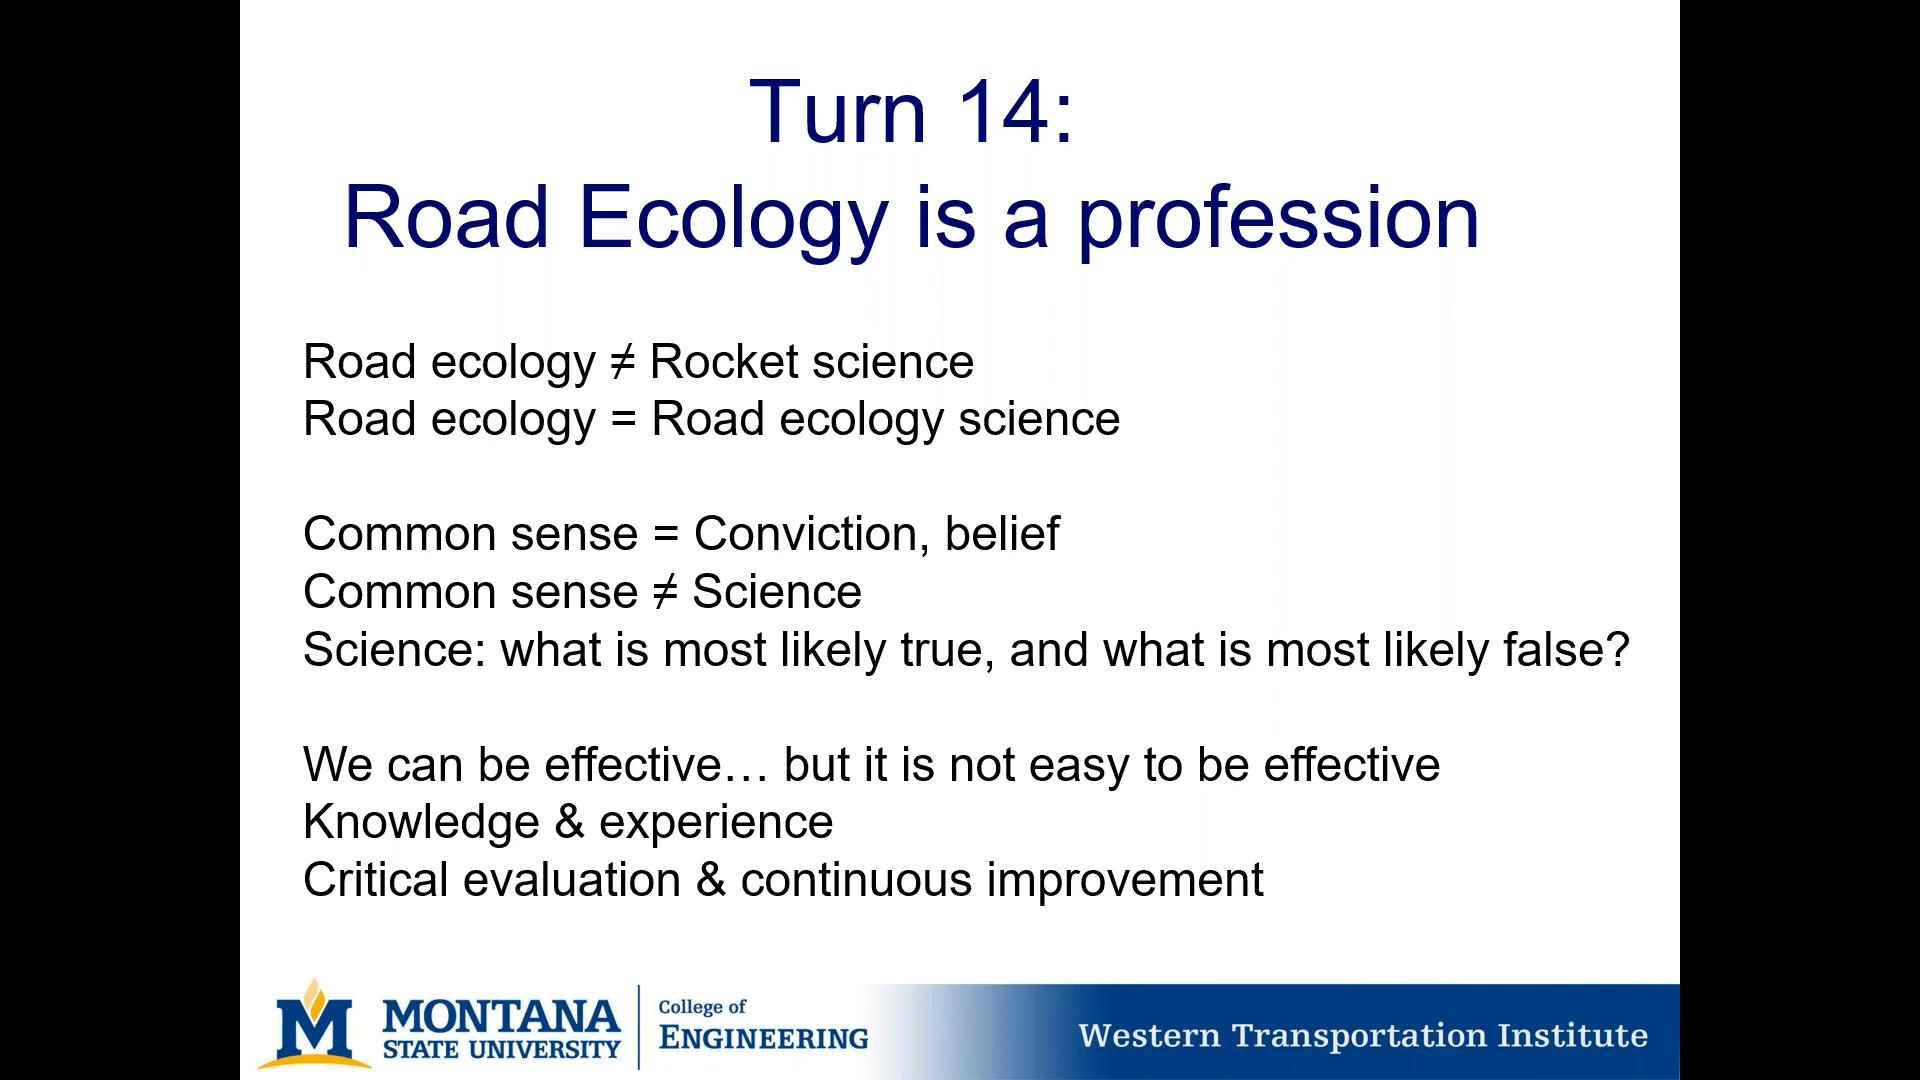 Turn 14:
Road Ecology is a profession
Road ecology ≠ Rocket science
Road ecology = Road ecology science
Common sense = Conviction, belief
Common sense ≠ Science
Science: what is most likely true, and what is most likely false?
We can be effective… but it is not easy to be effective
Knowledge & experience
Critical evaluation & continuous improvement
M
MONTANA
STATE UNIVERSITY
College of
ENGINEERING
Western Transportation Institute